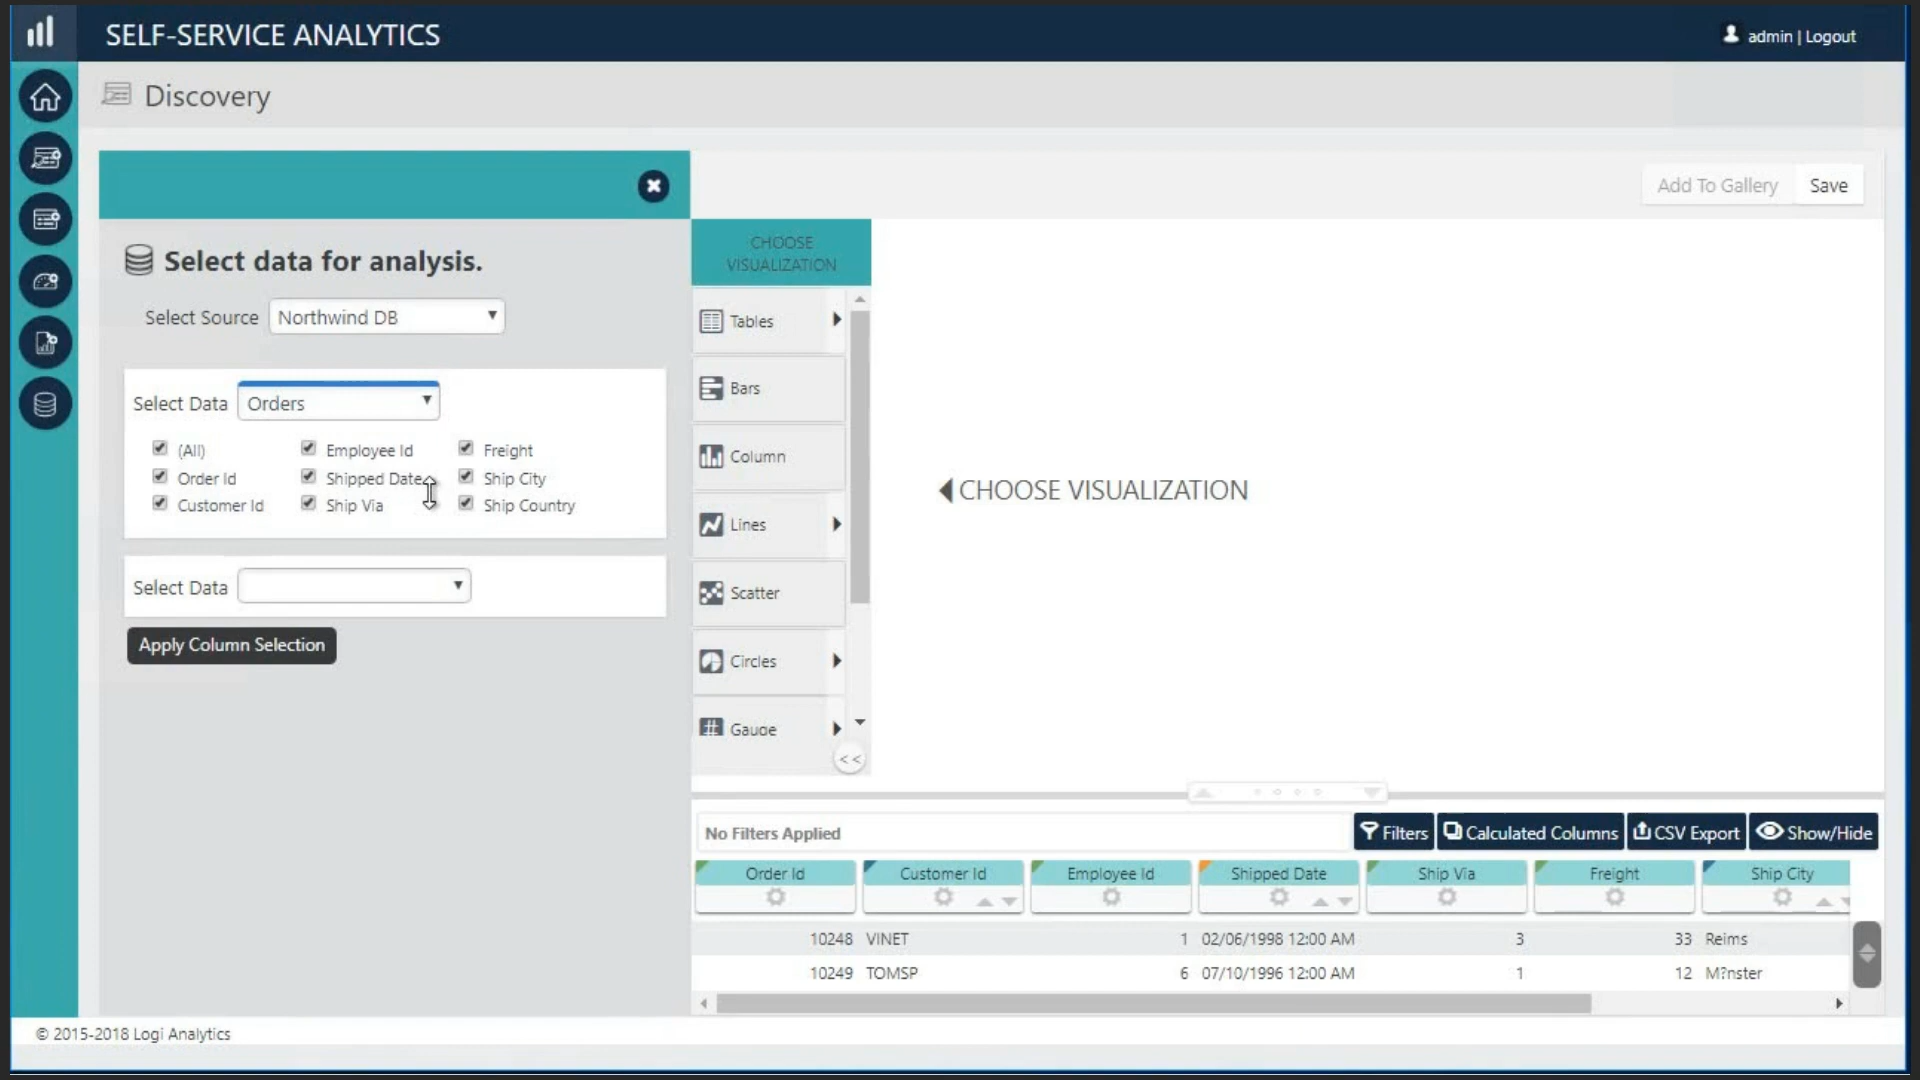 SELF-SERVICE ANALYTICS
admin | Logout
Discovery
Add To Gallery
Save
Select data for analysis.
Select Source
Northwind DB
Select Data
Orders
(All)
Employee Id
Freight
Order Id
Shipped Date
Ship City
Customer Id
Ship Via
Ship Country
Select Data
Apply Column Selection
CHOOSE
VISUALIZATION
Tables
Bars
Column
Lines
Scatter
Circles
Gauge
<<
CHOOSE VISUALIZATION
No Filters Applied
Filters
Calculated Columns
CSV Export
Show/Hide
Order Id
Customer Id
Employee Id
Shipped Date
Ship Via
Freight
Ship City
10248 VINET 1 02/06/1998 12:00 AM 3 33 Reims
10249 TOMSP 6 07/10/1996 12:00 AM 1 12 M?nster
© 2015-2018 Logi Analytics